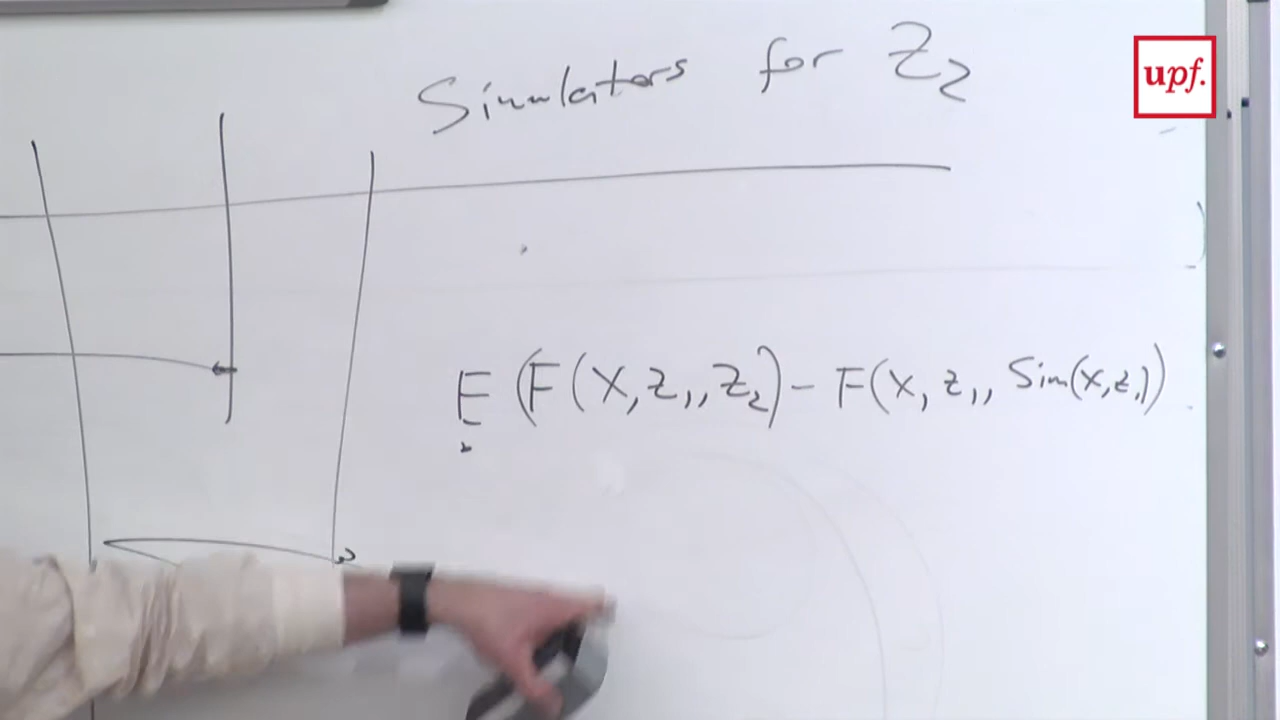 Simulators for Z₂
upf.
E (F(X,Z₁,Z₂) - F(X,Z₁, Sim(X,Z₁))